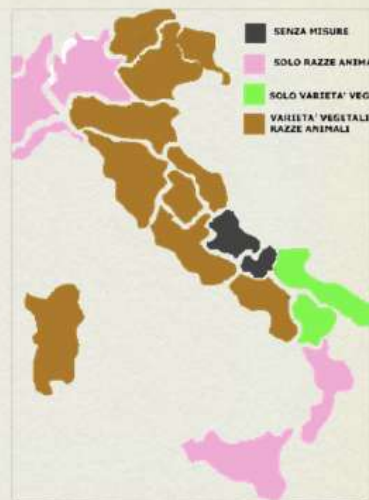 SENZA MISURE
SOLO RAZZE ANIMA
SOLO VARIETA' VEG
VARIETA' VEGETALI
RAZZE ANIMALI